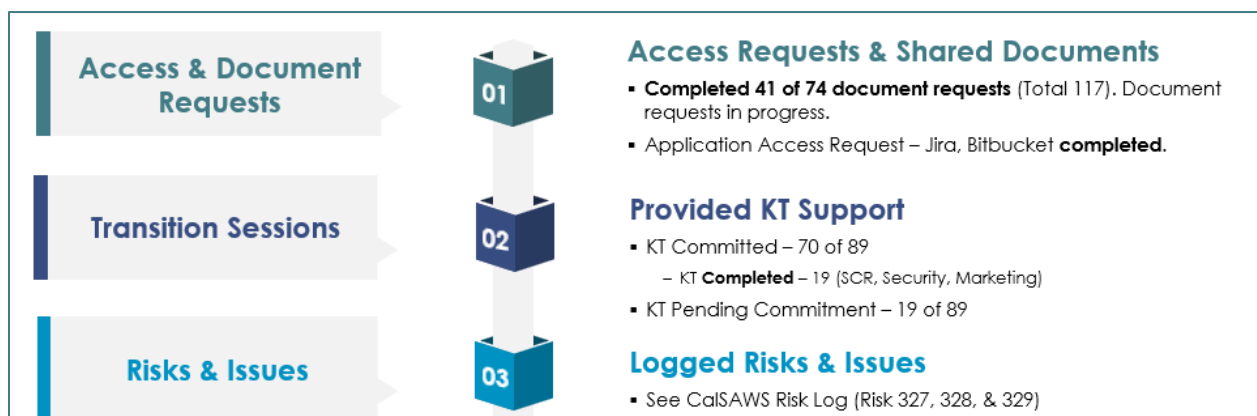 Access & Document
Requests
01
Access Requests & Shared Documents
▪ Completed 41 of 74 document requests (Total 117). Document
requests in progress.
▪ Application Access Request – Jira, Bitbucket completed.
Transition Sessions
02
Provided KT Support
▪ KT Committed – 70 of 89
– KT Completed – 19 (SCR, Security, Marketing)
▪ KT Pending Commitment – 19 of 89
Risks & Issues
03
Logged Risks & Issues
▪ See CalSAWS Risk Log (Risk 327, 328, & 329)